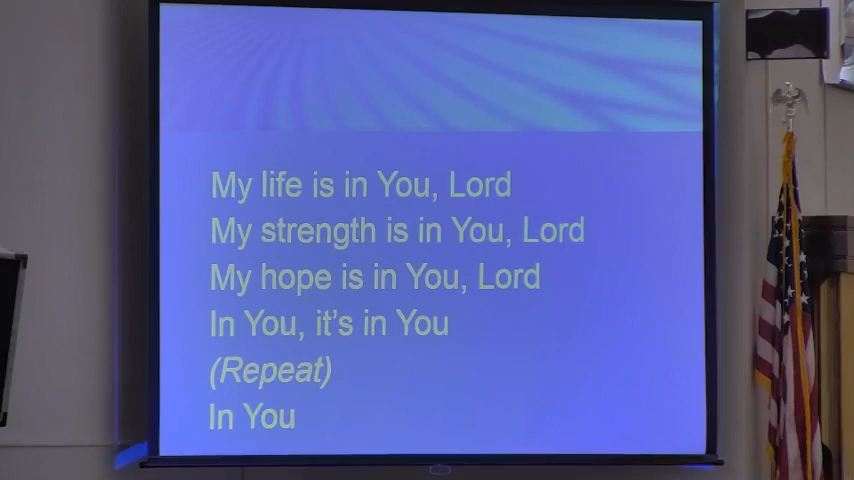 My life is in You, Lord
My strength is in You, Lord
My hope is in You, Lord
In You, it's in You
(Repeat)
In You